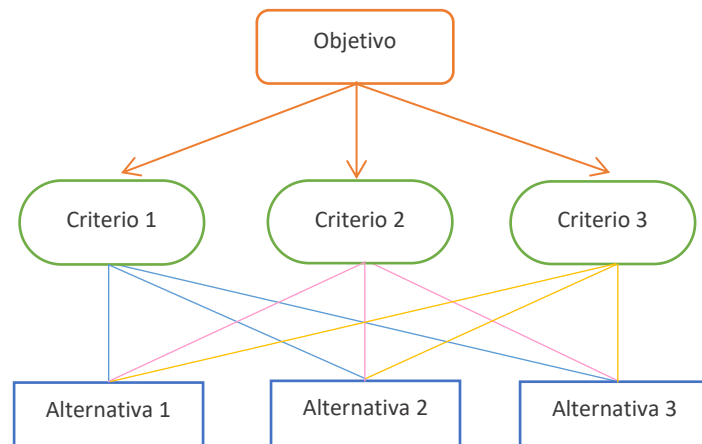 Objetivo
Criterio 1
Criterio 2
Criterio 3
Alternativa 1
Alternativa 2
Alternativa 3